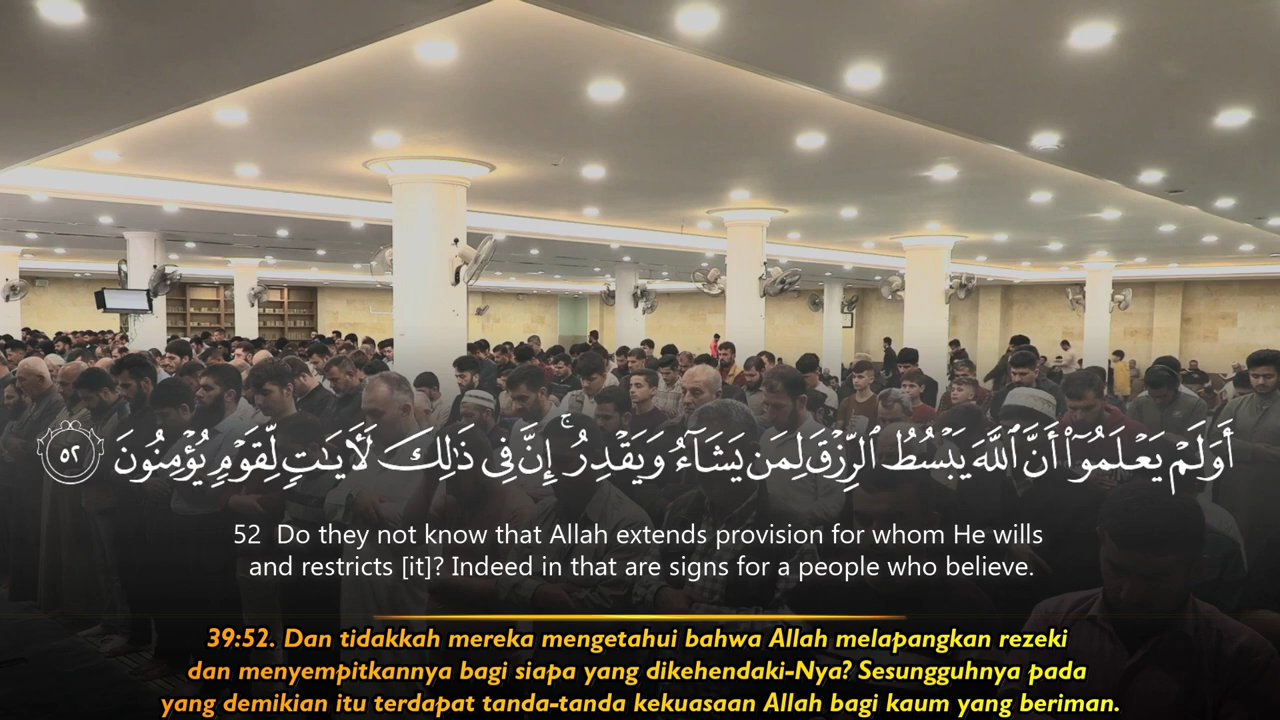 أَوَلَمْ يَعْلَمُوٓا۟ أَنَّ ٱللَّهَ يَبْسُطُ ٱلرِّزْقَ لِمَن يَشَآءُ وَيَقْدِرُ ۚ إِنَّ فِى ذَٰلِكَ لَـَٔايَـٰتٍ لِّقَوْمٍ يُؤْمِنُونَ ٥٢
52 Do they not know that Allah extends provision for whom He wills
and restricts [it]? Indeed in that are signs for a people who believe.
39:52. Dan tidakkah mereka mengetahui bahwa Allah melapangkan rezeki
dan menyempitkannya bagi siapa yang dikehendaki-Nya? Sesungguhnya pada
yang demikian itu terdapat tanda-tanda kekuasaan Allah bagi kaum yang beriman.